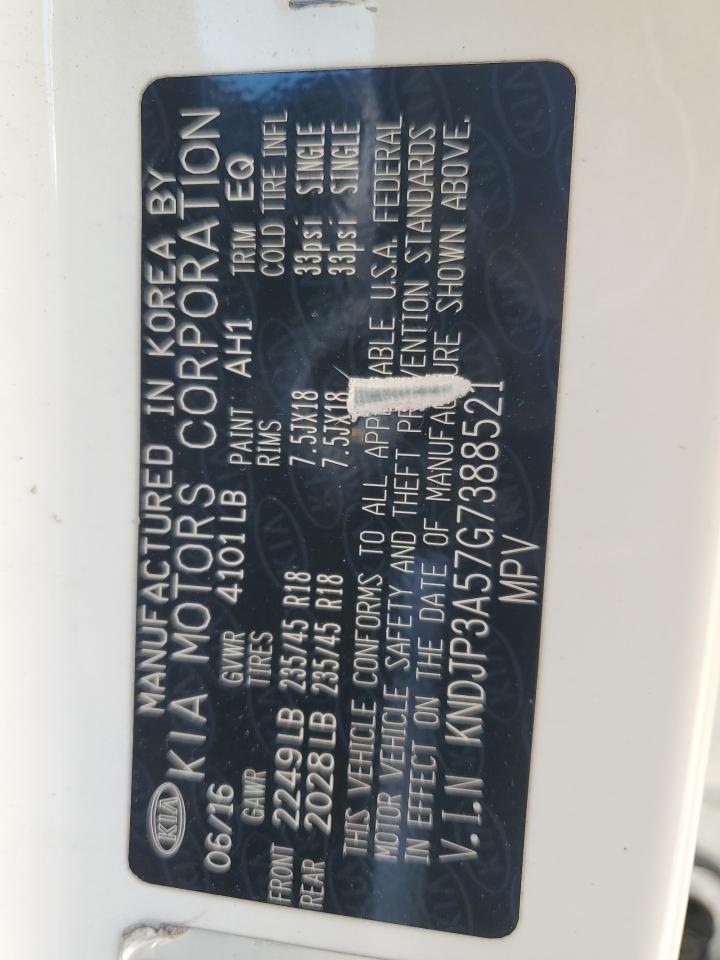 MANUFACTURED IN KOREA BY
KIA KIA MOTORS CORPORATION
06/16 GVWR 4101LB PAINT AH1 TRIM EQ
GAWR TIRES RIMS COLD TIRE INFL
FRONT 2249LB 235/45 R18 7.5JX18 33psi SINGLE
REAR 2028LB 235/45 R18 7.5JX18 33psi SINGLE
THIS VEHICLE CONFORMS TO ALL U.S.A. FEDERAL
MOTOR VEHICLE SAFETY AND THEFT STANDARDS
IN EFFECT ON THE DATE OF SHOWN ABOVE.
V.I.N KNDJP3A57G7388521
MPV